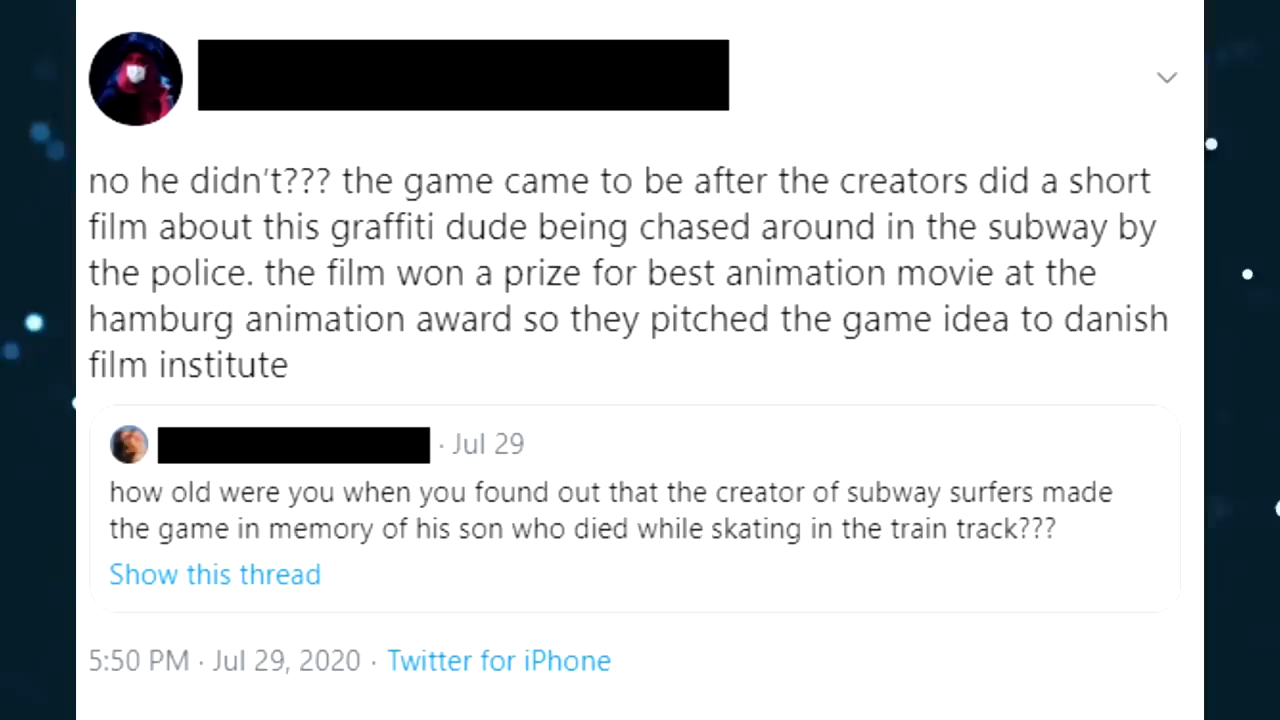 no he didn't??? the game came to be after the creators did a short
film about this graffiti dude being chased around in the subway by
the police. the film won a prize for best animation movie at the
hamburg animation award so they pitched the game idea to danish
film institute
· Jul 29
how old were you when you found out that the creator of subway surfers made
the game in memory of his son who died while skating in the train track???
Show this thread
5:50 PM · Jul 29, 2020 · Twitter for iPhone